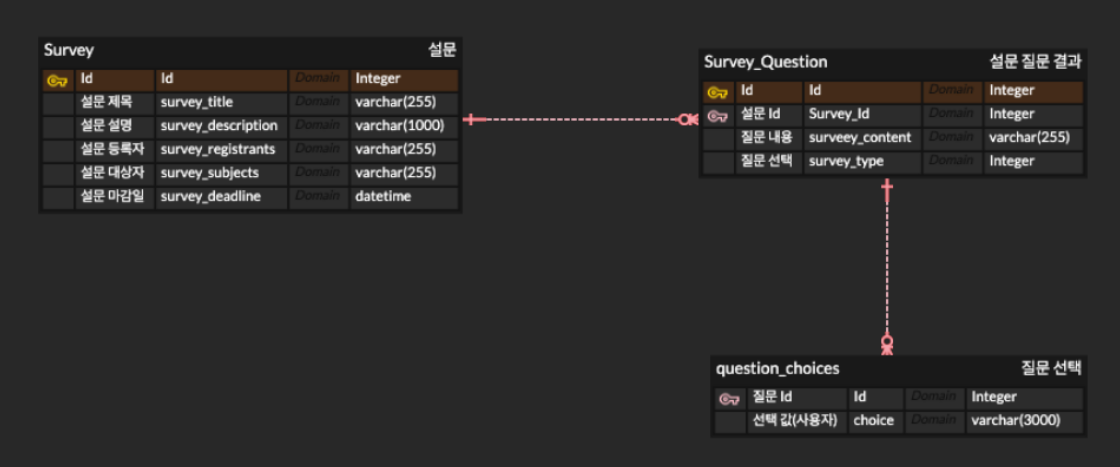 Survey 설문
Id Id Domain Integer
설문 제목 survey_title Domain varchar(255)
설문 설명 survey_description Domain varchar(1000)
설문 등록자 survey_registrants Domain varchar(255)
설문 대상자 survey_subjects Domain varchar(255)
설문 마감일 survey_deadline Domain datetime
Survey_Question 설문 질문 결과
Id Id Domain Integer
설문 Id Survey_Id Domain Integer
질문 내용 surveey_content Domain varchar(255)
질문 선택 survey_type Domain Integer
question_choices 질문 선택
질문 Id Id Domain Integer
선택 값(사용자) choice Domain varchar(3000)